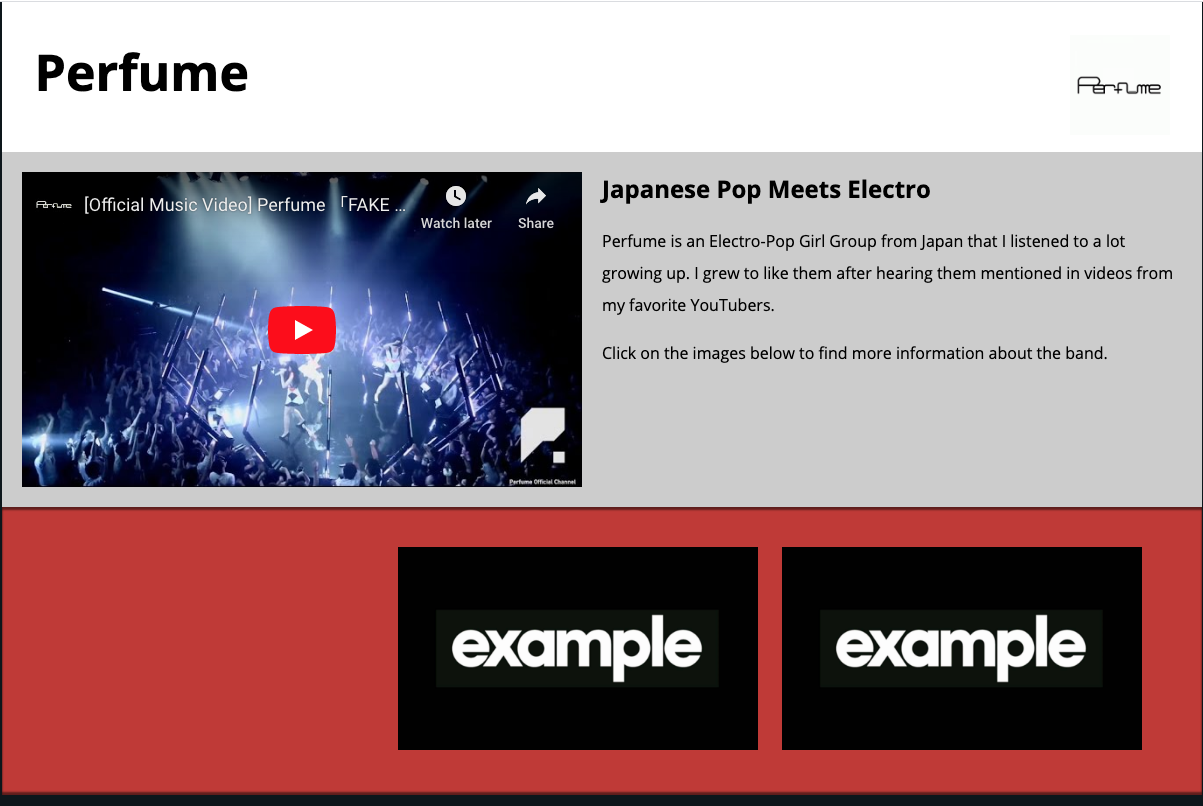 Perfume
Perfume
Perfume [Official Music Video] Perfume 「FAKE ...
Watch later
Share
Perfume Official Channel
Japanese Pop Meets Electro
Perfume is an Electro-Pop Girl Group from Japan that I listened to a lot
growing up. I grew to like them after hearing them mentioned in videos from
my favorite YouTubers.
Click on the images below to find more information about the band.
example
example